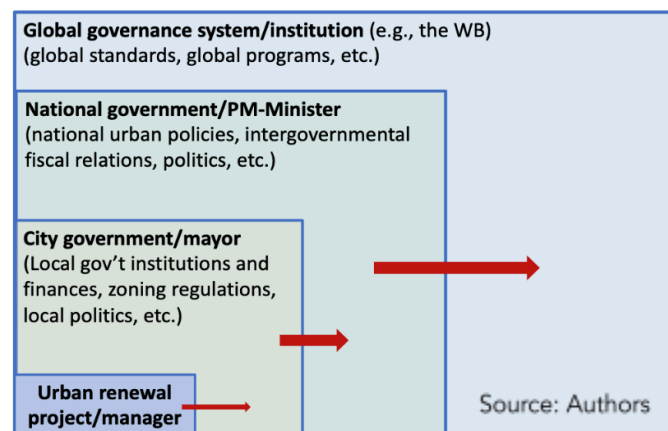 Global governance system/institution (e.g., the WB)
(global standards, global programs, etc.)
National government/PM-Minister
(national urban policies, intergovernmental
fiscal relations, politics, etc.)
City government/mayor
(Local gov’t institutions and
finances, zoning regulations,
local politics, etc.)
Urban renewal
project/manager
Source: Authors